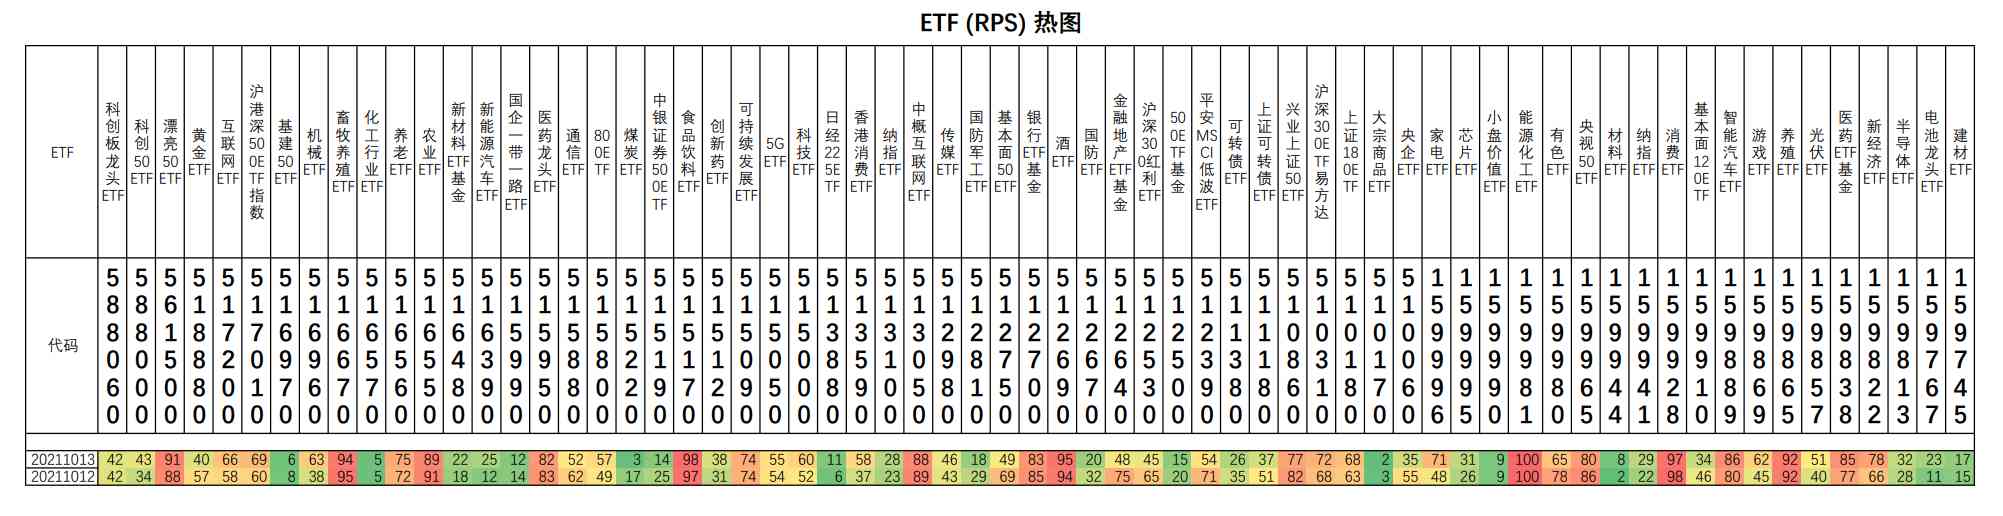 ETF (RPS) 热图
ETF 科创板龙头ETF 科创50ETF 漂亮50ETF 黄金ETF 互联网ETF 沪港深500ETF指数 基建50ETF 机械ETF 畜牧养殖ETF 化工行业ETF 养老ETF 农业ETF 新材料ETF基金 新能源汽车ETF 国企一带一路ETF 医药龙头ETF 通信ETF 800ETF 煤炭ETF 中银证券500ETF 食品饮料ETF 创新药ETF 可持续发展ETF 5GETF 科技ETF 日经225ETF 香港消费ETF 纳指ETF 中概互联网ETF 传媒ETF 国防军工ETF 基本面50ETF 银行ETF基金 酒ETF 国防ETF 金融地产ETF基金 沪深300红利ETF 500ETF基金 平安MSCI低波ETF 可转债ETF 上证可转债ETF 兴业上证50ETF 沪深300ETF易方达 上证180ETF 大宗商品ETF 央企ETF 家电ETF 芯片ETF 小盘价值ETF 能源化工ETF 有色ETF 央视50ETF 材料ETF 纳指ETF 消费ETF 基本面120ETF 智能汽车ETF 游戏ETF 养殖ETF 光伏ETF 医药ETF基金 新经济ETF 半导体ETF 电池龙头ETF 建材ETF
代码 588060 588000 561500 518880 517200 517010 516970 516960 516670 516570 516560 516550 516480 516390 515990 515950 515880 515800 515220 515190 515170 515120 515090 515050 515000 513880 513590 513100 513050 512980 512810 512750 512700 512690 512670 512640 512530 512500 512390 511380 511180 510860 510310 510180 510170 510060 159996 159995 159990 159981 159980 159965 159944 159941 159928 159910 159889 159869 159865 159857 159838 159822 159813 159767 159745
20211013 42 43 91 40 66 69 6 63 94 5 75 89 22 25 12 82 52 57 3 14 98 38 74 55 60 11 58 28 88 46 18 49 83 95 20 48 45 15 54 26 37 77 72 68 2 35 71 31 9 100 65 80 8 29 97 34 86 62 92 51 85 78 32 23 17
20211012 42 34 88 57 58 60 8 38 95 5 72 91 18 12 14 83 62 49 17 25 97 31 74 54 52 6 37 23 89 43 29 69 85 94 32 75 65 20 71 35 51 82 68 63 3 55 48 26 9 100 78 86 2 22 98 46 80 45 92 40 77 66 28 11 15